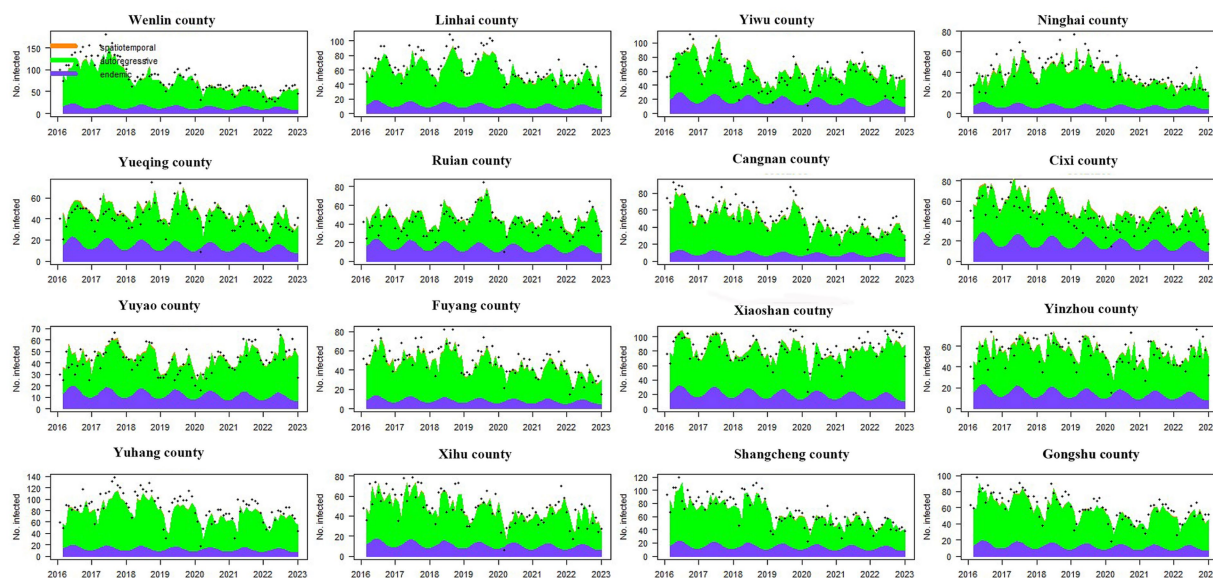 Wenlin county Linhai county Yiwu county Ninghai county
No. infected 150 100 50 0 spatiotemporal autoregressive endemic
No. infected 100 80 60 40 20 0
No. infected 100 80 60 40 20 0
No. infected 80 60 40 20 0
2016 2017 2018 2019 2020 2021 2022 2023 2016 2017 2018 2019 2020 2021 2022 2023 2016 2017 2018 2019 2020 2021 2022 2023 2016 2017 2018 2019 2020 2021 2022
Yueqing county Ruian county Cangnan county Cixi county
No. infected 60 40 20 0
No. infected 80 60 40 20 0
No. infected 80 60 40 20 0
No. infected 80 60 40 20 0
2016 2017 2018 2019 2020 2021 2022 2023 2016 2017 2018 2019 2020 2021 2022 2023 2016 2017 2018 2019 2020 2021 2022 2023 2016 2017 2018 2019 2020 2021 2022
Yuyao county Fuyang county Xiaoshan coutny Yinzhou county
No. infected 70 60 50 40 30 20 10 0
No. infected 80 60 40 20 0
No. infected 100 80 60 40 20 0
No. infected 60 40 20 0
2016 2017 2018 2019 2020 2021 2022 2023 2016 2017 2018 2019 2020 2021 2022 2023 2016 2017 2018 2019 2020 2021 2022 2023 2016 2017 2018 2019 2020 2021 2022
Yuhang county Xihu county Shangcheng county Gongshu county
No. infected 140 120 100 80 60 40 20 0
No. infected 80 60 40 20 0
No. infected 120 100 80 60 40 20 0
No. infected 100 80 60 40 20 0
2016 2017 2018 2019 2020 2021 2022 2023 2016 2017 2018 2019 2020 2021 2022 2023 2016 2017 2018 2019 2020 2021 2022 2023 2016 2017 2018 2019 2020 2021 2022